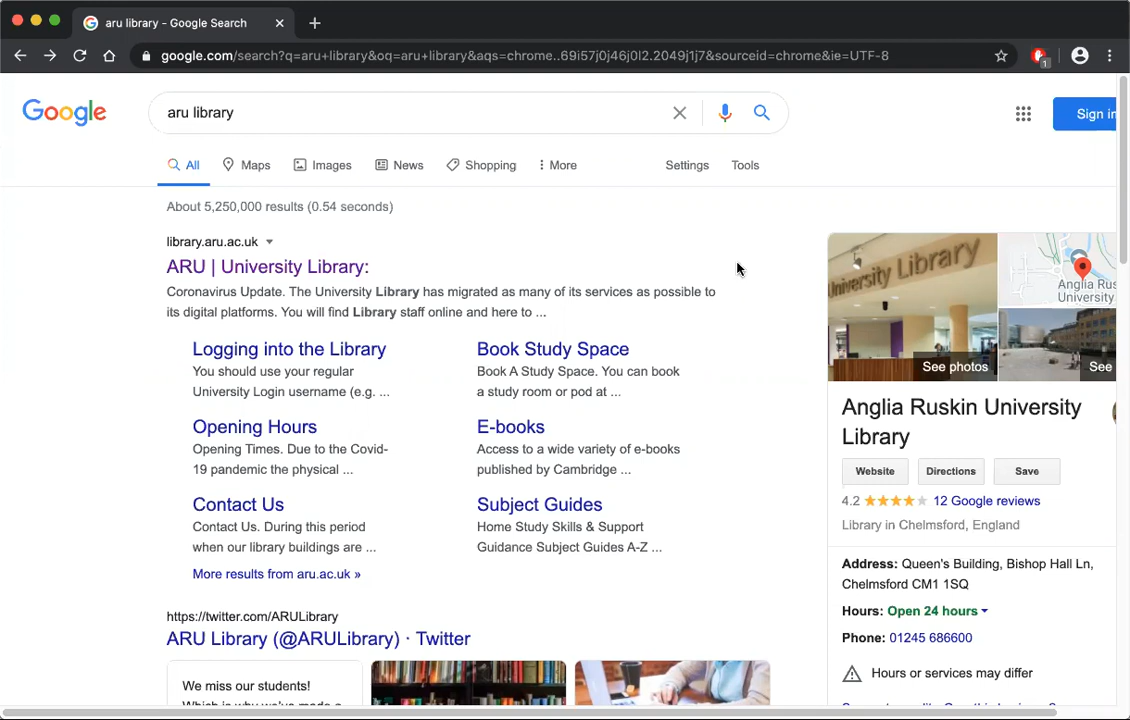 aru library - Google Search
google.com/search?q=aru+library&oq=aru+library&aqs=chrome..69i57j0j46j0l2.2049j1j7&sourceid=chrome&ie=UTF-8
1
Google
aru library
Sign in
All
Maps
Images
News
Shopping
More
Settings
Tools
About 5,250,000 results (0.54 seconds)
library.aru.ac.uk
ARU | University Library:
Coronavirus Update. The University Library has migrated as many of its services as possible to
its digital platforms. You will find Library staff online and here to ...
Logging into the Library
You should use your regular
University Login username (e.g. ...
Book Study Space
Book A Study Space. You can book
a study room or pod at ...
Opening Hours
Opening Times. Due to the Covid-
19 pandemic the physical ...
E-books
Access to a wide variety of e-books
published by Cambridge ...
Contact Us
Contact Us. During this period
when our library buildings are ...
Subject Guides
Home Study Skills & Support
Guidance Subject Guides A-Z ...
More results from aru.ac.uk »
https://twitter.com/ARULibrary
ARU Library (@ARULibrary) · Twitter
We miss our students!
University Library
Anglia Rus
University
See photos
See
Anglia Ruskin University
Library
Website
Directions
Save
4.2
12 Google reviews
Library in Chelmsford, England
Address: Queen's Building, Bishop Hall Ln,
Chelmsford CM1 1SQ
Hours: Open 24 hours
Phone: 01245 686600
Hours or services may differ